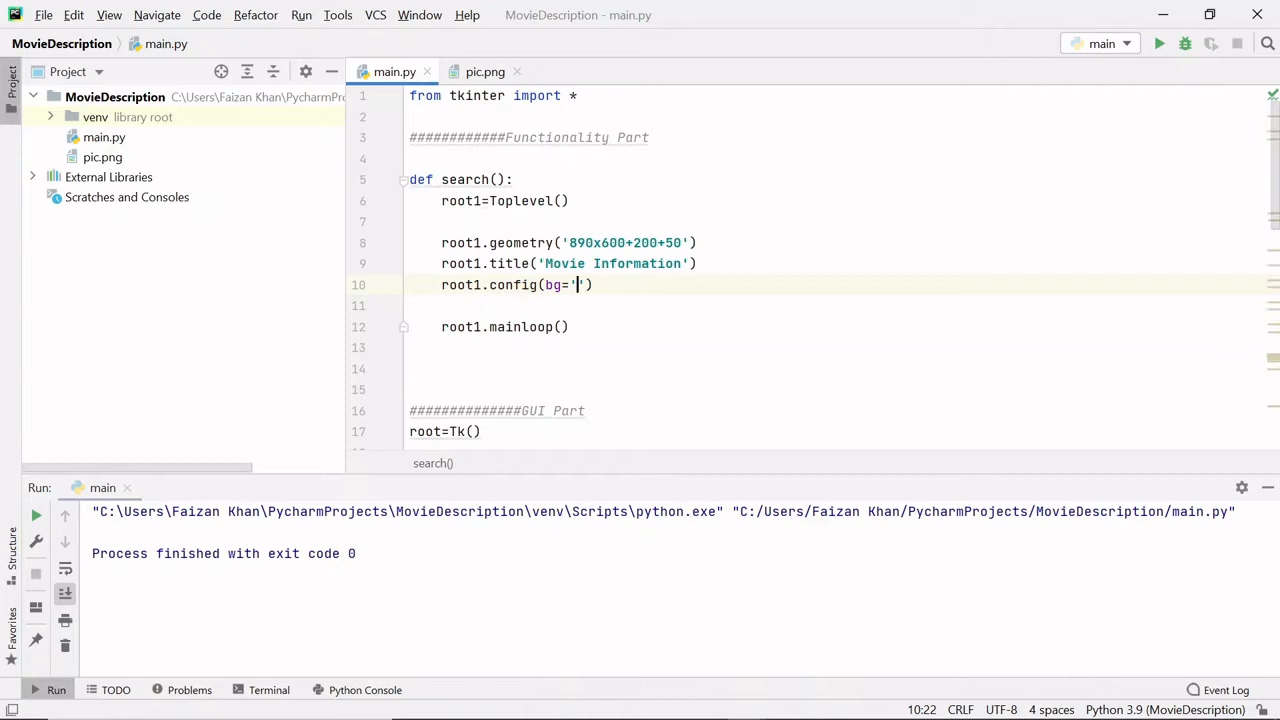 File Edit View Navigate Code Refactor Run Tools VCS Window Help MovieDescription - main.py
MovieDescription main.py main
Project main.py pic.png
Project
MovieDescription C:\Users\Faizan Khan\PycharmPro
venv library root
main.py
pic.png
External Libraries
Scratches and Consoles
1 from tkinter import *
2
3 ############Functionality Part
4
5 def search():
6 root1=Toplevel()
7
8 root1.geometry('890x600+200+50')
9 root1.title('Movie Information')
10 root1.config(bg='')
11
12 root1.mainloop()
13
14
15
16 ##############GUI Part
17 root=Tk()
search()
Run: main
"C:\Users\Faizan Khan\PycharmProjects\MovieDescription\venv\Scripts\python.exe" "C:/Users/Faizan Khan/PycharmProjects/MovieDescription/main.py"
Process finished with exit code 0
Structure
Favorites
Run TODO Problems Terminal Python Console Event Log
10:22 CRLF UTF-8 4 spaces Python 3.9 (MovieDescription)